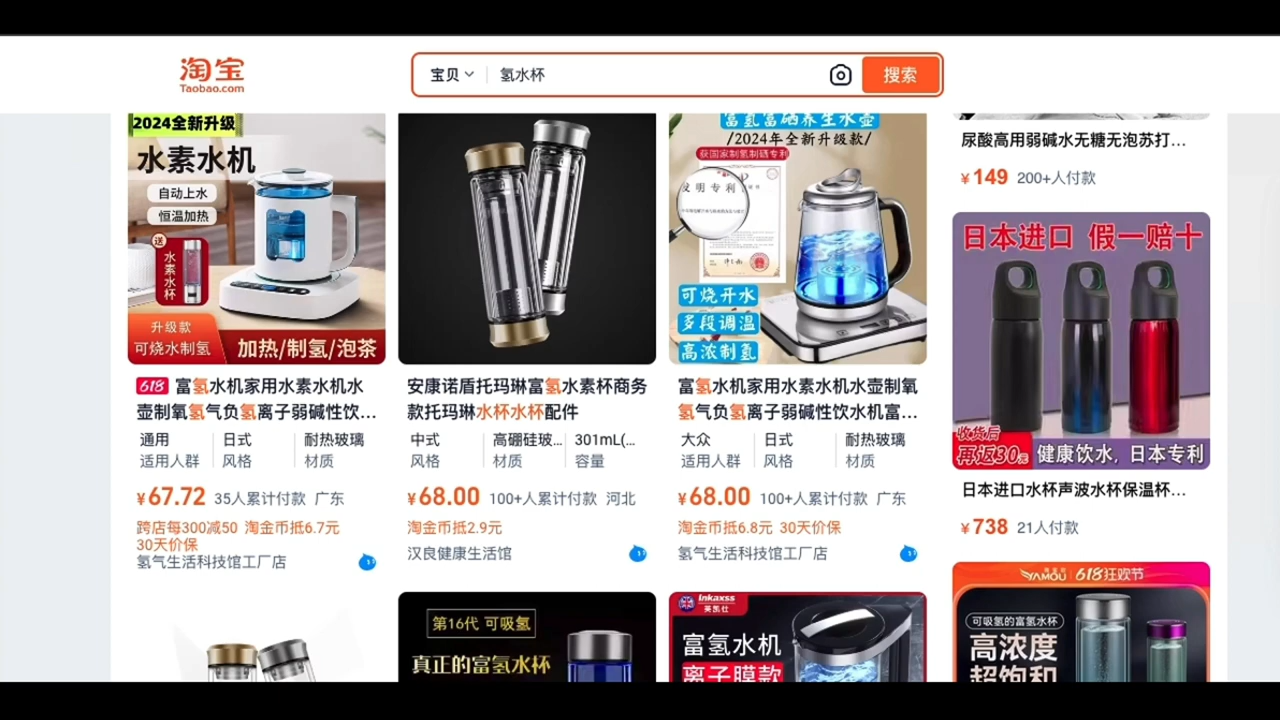 淘宝
Taobao.com
宝贝
氢水杯
搜索
2024全新升级
水素水机
自动上水
恒温加热
送
水素水杯
升级款
可烧水制氢
加热/制氢/泡茶
618 富氢水机家用水素水机水
壶制氧氢气负氢离子弱碱性饮...
通用
日式
耐热玻璃
适用人群
风格
材质
¥67.72 35人累计付款 广东
跨店每300减50 淘金币抵6.7元
30天价保
氢气生活科技馆工厂店
安康诺盾托玛琳富氢水素杯商务
款托玛琳水杯水杯配件
中式
高硼硅玻...
301mL(...
风格
材质
容量
¥68.00 100+人累计付款 河北
淘金币抵2.9元
汉良健康生活馆
富氢富硒养生水壶
/2024年全新升级款/
获国家制氢制硒专利
发明专利
可烧开水
多段调温
高浓制氢
富氢水机家用水素水机水壶制氧
氢气负氢离子弱碱性饮水机富...
大众
日式
耐热玻璃
适用人群
风格
材质
¥68.00 100+人累计付款 广东
淘金币抵6.8元 30天价保
氢气生活科技馆工厂店
尿酸高用弱碱水无糖无泡苏打...
¥149 200+人付款
日本进口 假一赔十
收货后
再返30元
健康饮水,日本专利
日本进口水杯声波水杯保温杯...
¥738 21人付款
第16代 可吸氢
真正的富氢水杯
Inkaxss
英凯仕
富氢水机
离子膜款
YAMOU 618狂欢节
可吸氢的富氢水杯
高浓度
超饱和